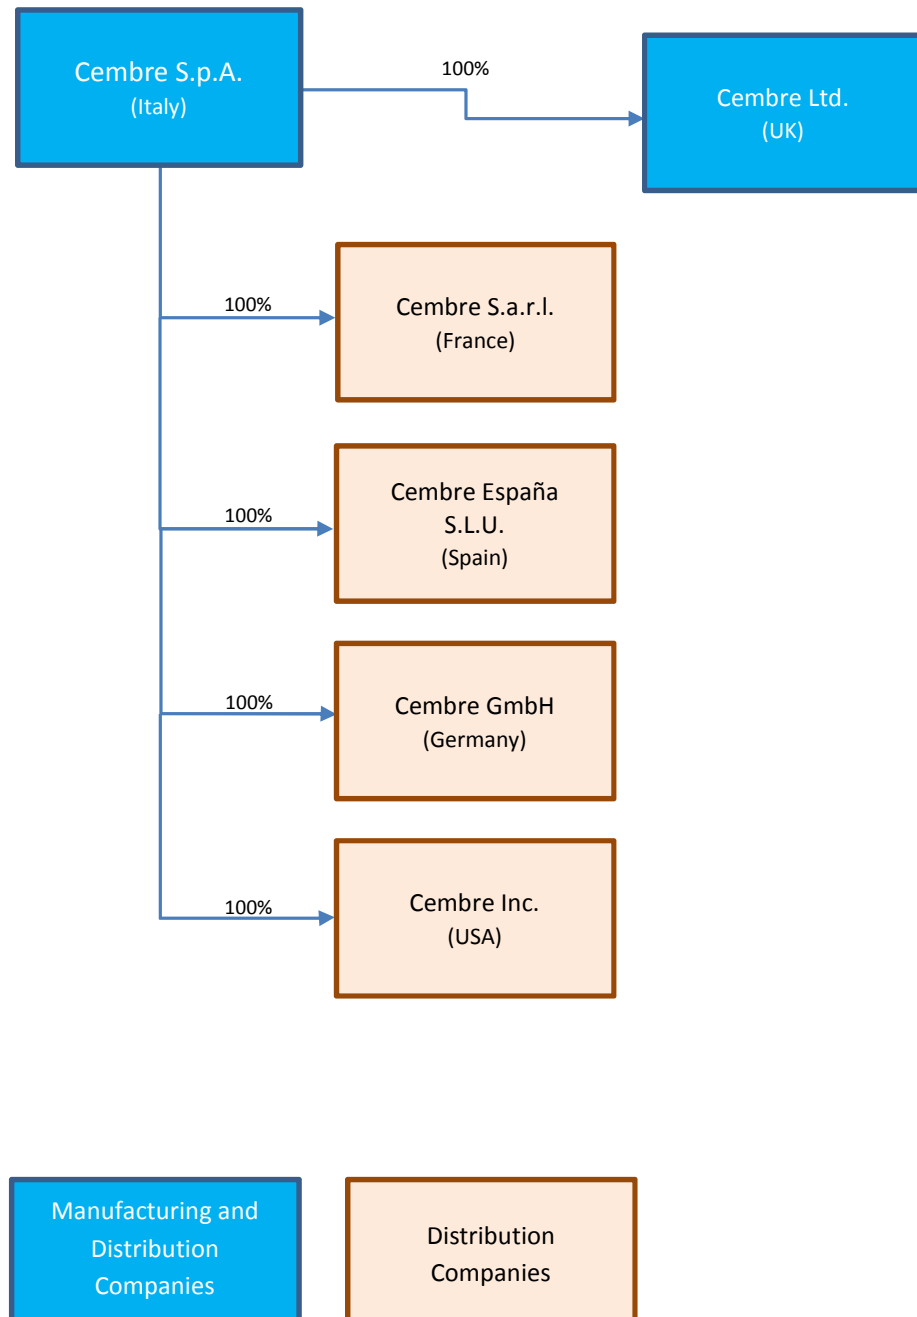 Cembre S.p.A.
(Italy)
100%
Cembre Ltd.
(UK)
100%
Cembre S.a.r.l.
(France)
100%
Cembre España
S.L.U.
(Spain)
100%
Cembre GmbH
(Germany)
100%
Cembre Inc.
(USA)
Manufacturing and
Distribution
Companies
Distribution
Companies